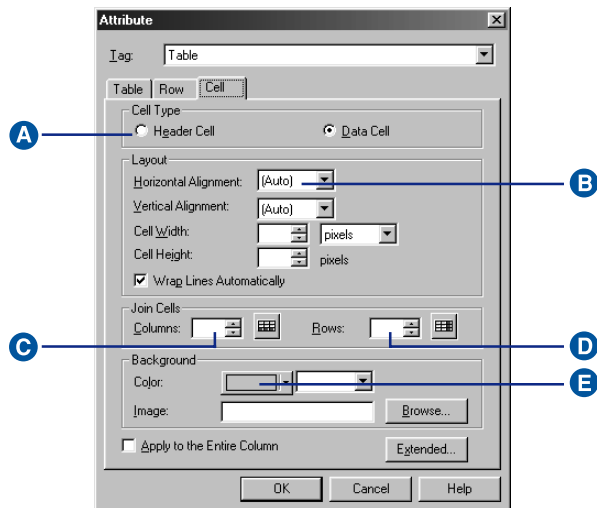 Attribute
Tag: Table
Table Row Cell
Cell Type
A Header Cell Data Cell
Layout
Horizontal Alignment: (Auto) B
Vertical Alignment: (Auto)
Cell Width: pixels
Cell Height: pixels
Wrap Lines Automatically
Join Cells
C Columns: Rows: D
Background
Color: E
Image: Browse...
Apply to the Entire Column Extended...
OK Cancel Help